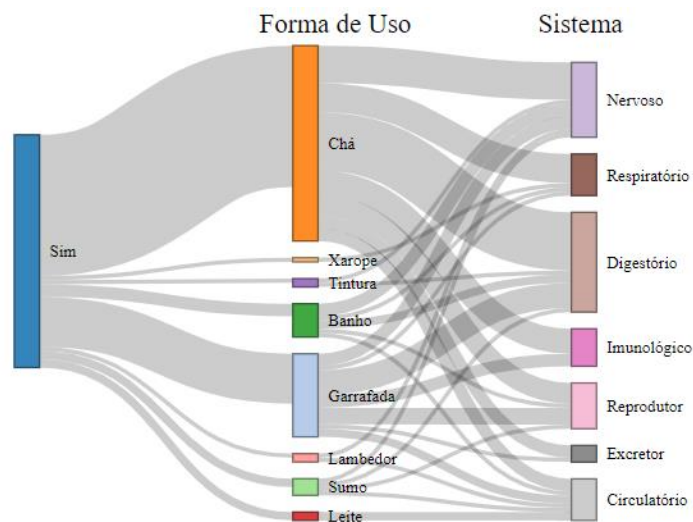 Forma de Uso
Sistema
Sim
Chá
Xarope
Tintura
Banho
Garrafada
Lambedor
Sumo
Leite
Nervoso
Respiratório
Digestório
Imunológico
Reprodutor
Excretor
Circulatório